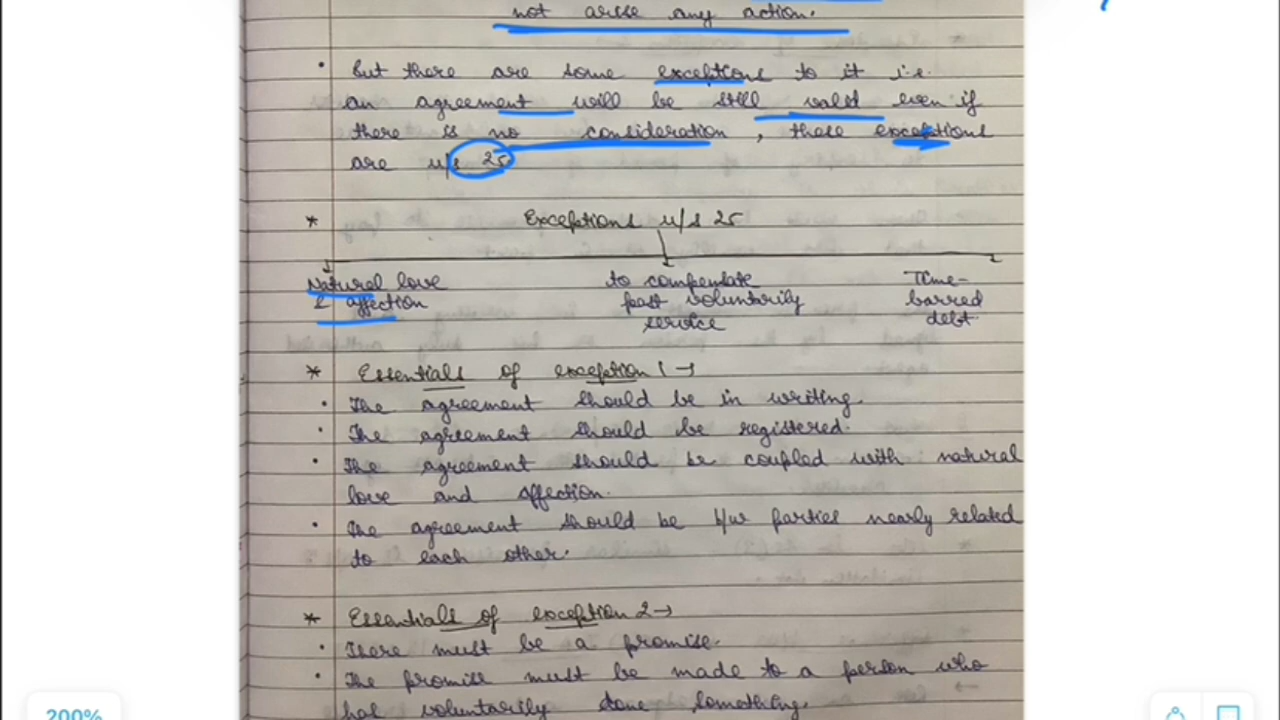 not arise any action.
• But there are some exceptions to it i.e.
an agreement will be still valid even if
there is no consideration, these exceptions
are u/s 25
* Exceptions u/s 25
Natural love to compensate Time-
& affection past voluntarily barred
service debt.
* Essentials of exception 1 →
• The agreement should be in writing.
• The agreement should be registered.
• The agreement should be coupled with natural
love and affection.
• The agreement should be b/w parties nearly related
to each other.
* Essentials of exception 2 →
• There must be a promise.
• The promise must be made to a person who
has voluntarily done something.
200%